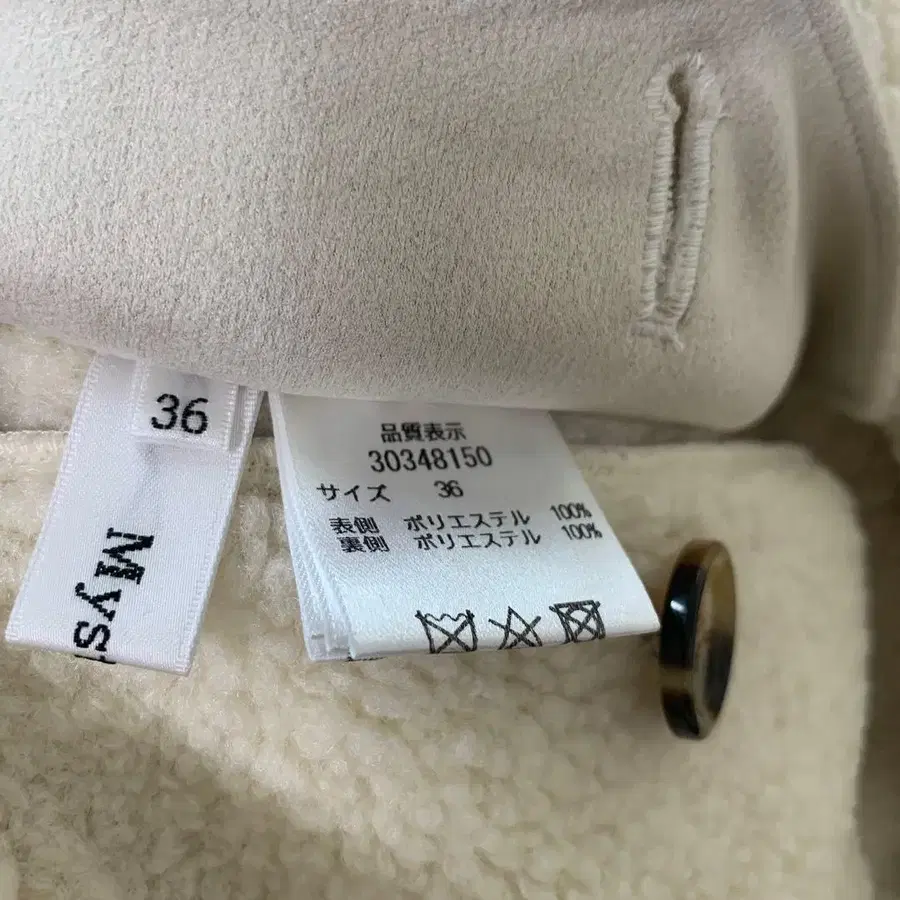 36
品質表示
30348150
サイズ 36
表側 ポリエステル 100%
裏側 ポリエステル 100%